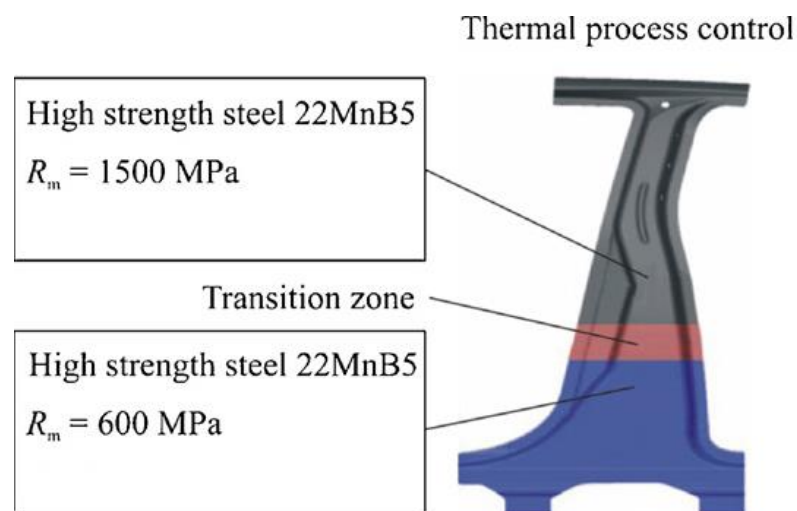 Thermal process control
High strength steel 22MnB5
Rm = 1500 MPa
Transition zone
High strength steel 22MnB5
Rm = 600 MPa